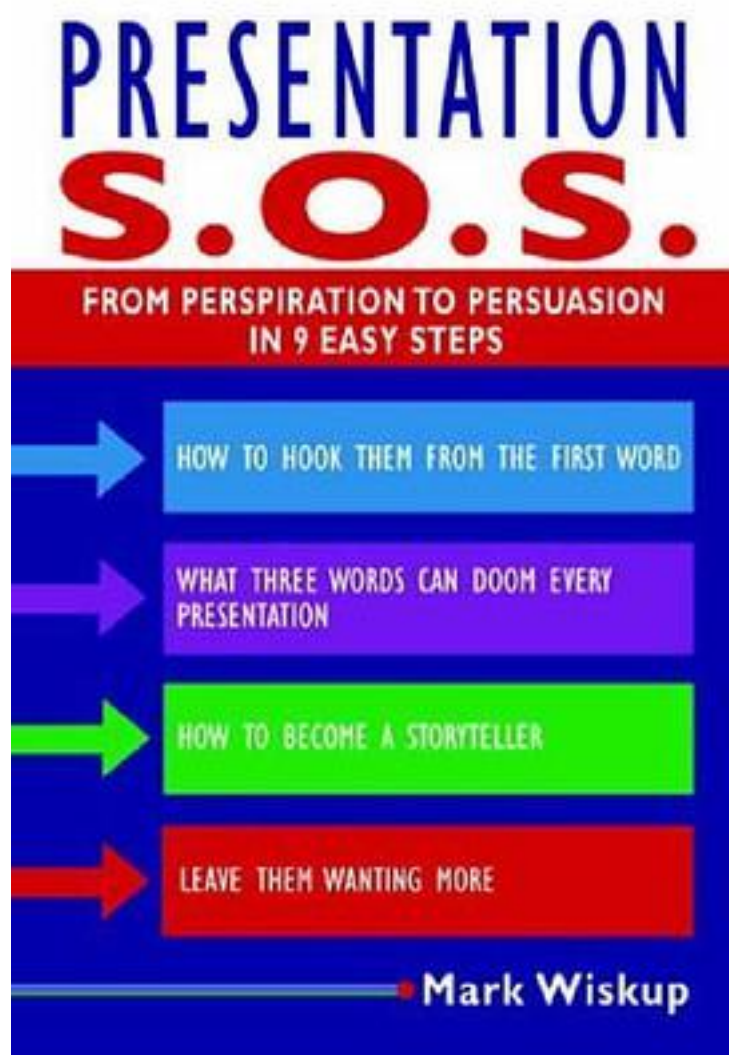 PRESENTATION
S.O.S.
FROM PERSPIRATION TO PERSUASION
IN 9 EASY STEPS
HOW TO HOOK THEM FROM THE FIRST WORD
WHAT THREE WORDS CAN DOOM EVERY
PRESENTATION
HOW TO BECOME A STORYTELLER
LEAVE THEM WANTING MORE
Mark Wiskup